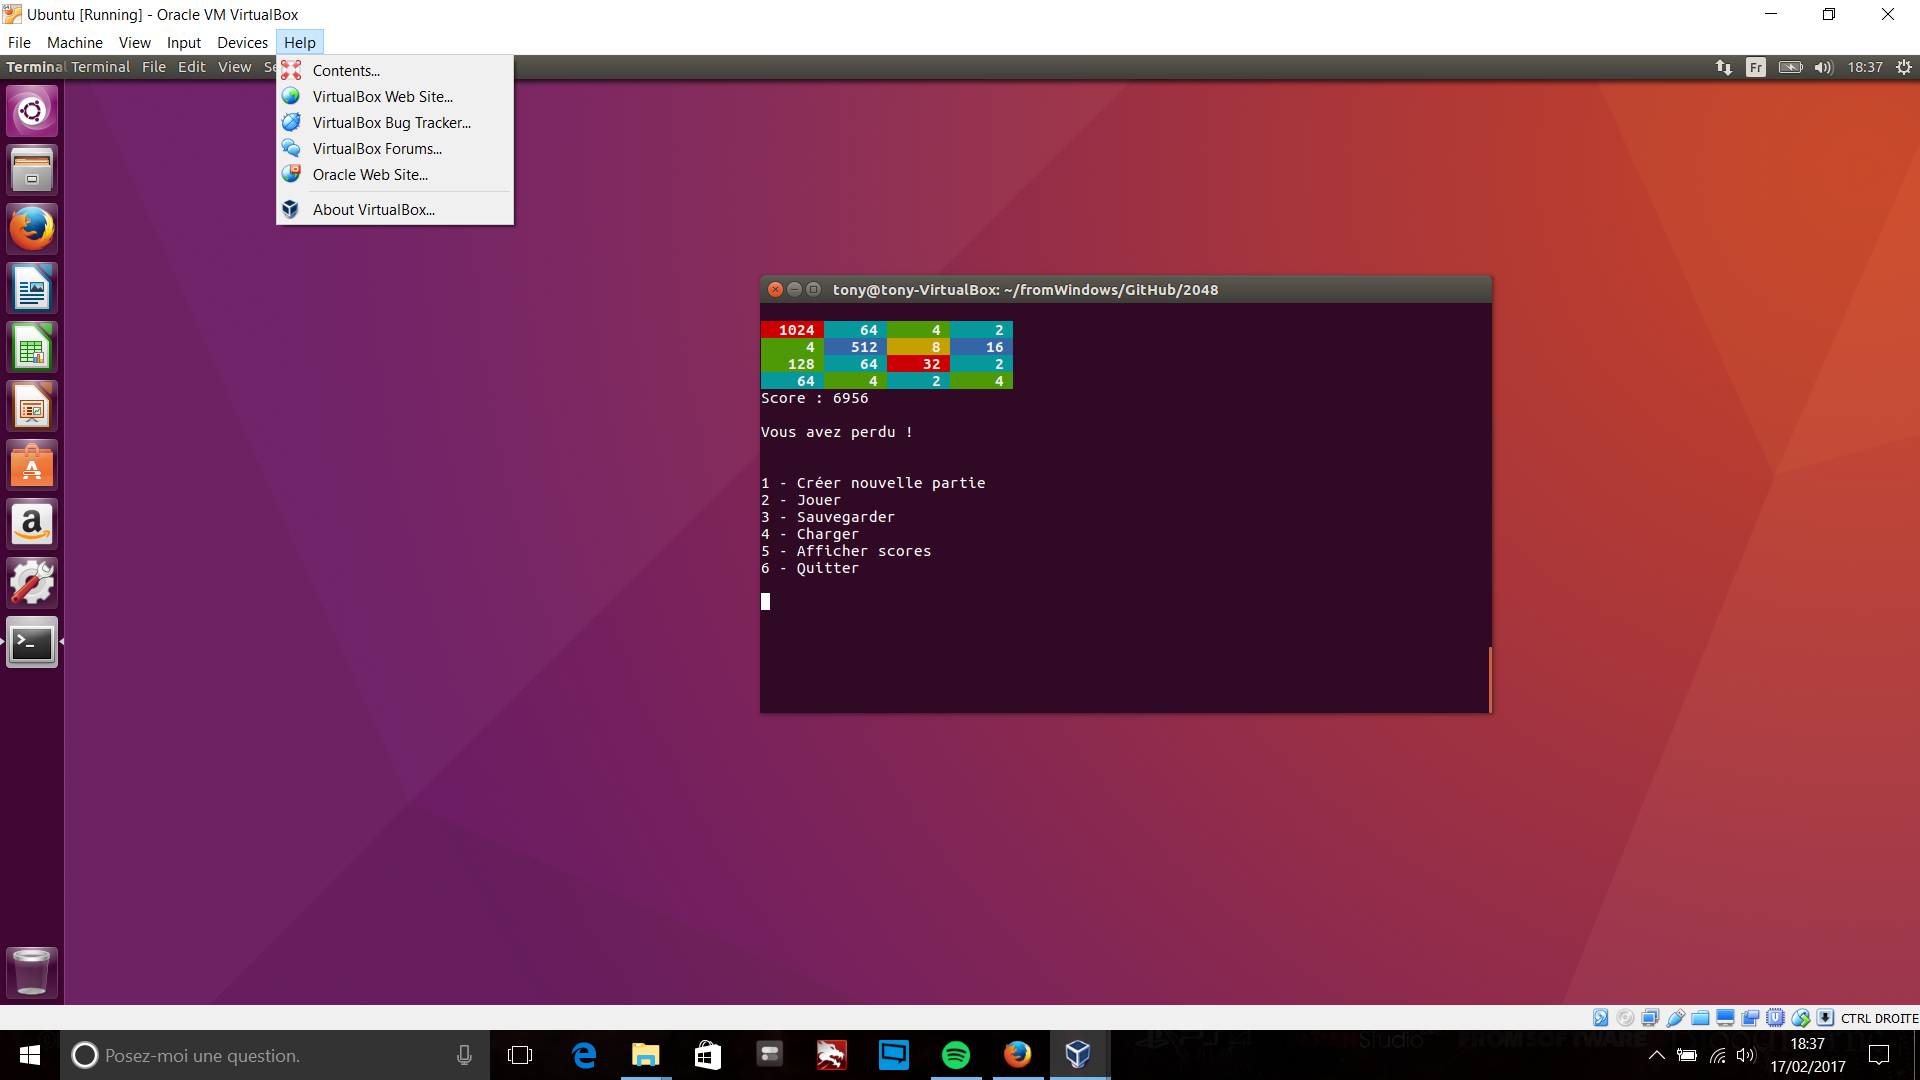 Ubuntu [Running] - Oracle VM VirtualBox
File Machine View Input Devices Help
Terminal Terminal File Edit View Se
Fr 18:37
Contents...
VirtualBox Web Site...
VirtualBox Bug Tracker...
VirtualBox Forums...
Oracle Web Site...
About VirtualBox...
tony@tony-VirtualBox: ~/fromWindows/GitHub/2048
1024 64 4 2
4 512 8 16
128 64 32 2
64 4 2 4
Score : 6956
Vous avez perdu !
1 - Créer nouvelle partie
2 - Jouer
3 - Sauvegarder
4 - Charger
5 - Afficher scores
6 - Quitter
CTRL DROITE
Posez-moi une question.
18:37
17/02/2017